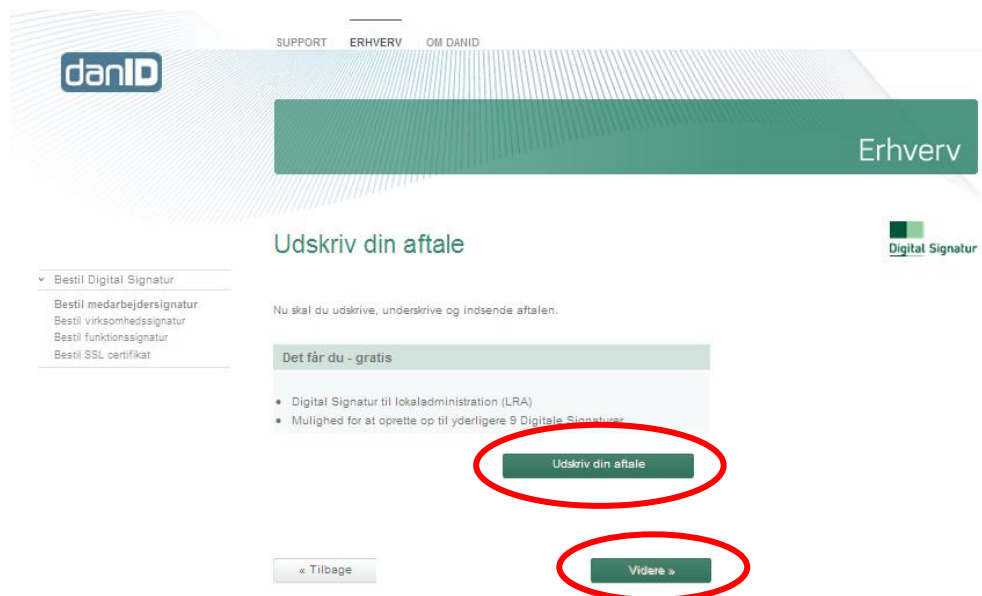 SUPPORT ERHVERV OM DANID
danID
Erhverv
Udskriv din aftale
Digital Signatur
Bestil Digital Signatur
Bestil medarbejdersignatur
Bestil virksomhedssignatur
Bestil funktionssignatur
Bestil SSL certifikat
Nu skal du udskrive, underskrive og indsende aftalen.
Det får du - gratis
• Digital Signatur til lokaladministration (LRA)
• Mulighed for at oprette op til yderligere 9 Digitale Signaturer
Udskriv din aftale
« Tilbage
Videre »